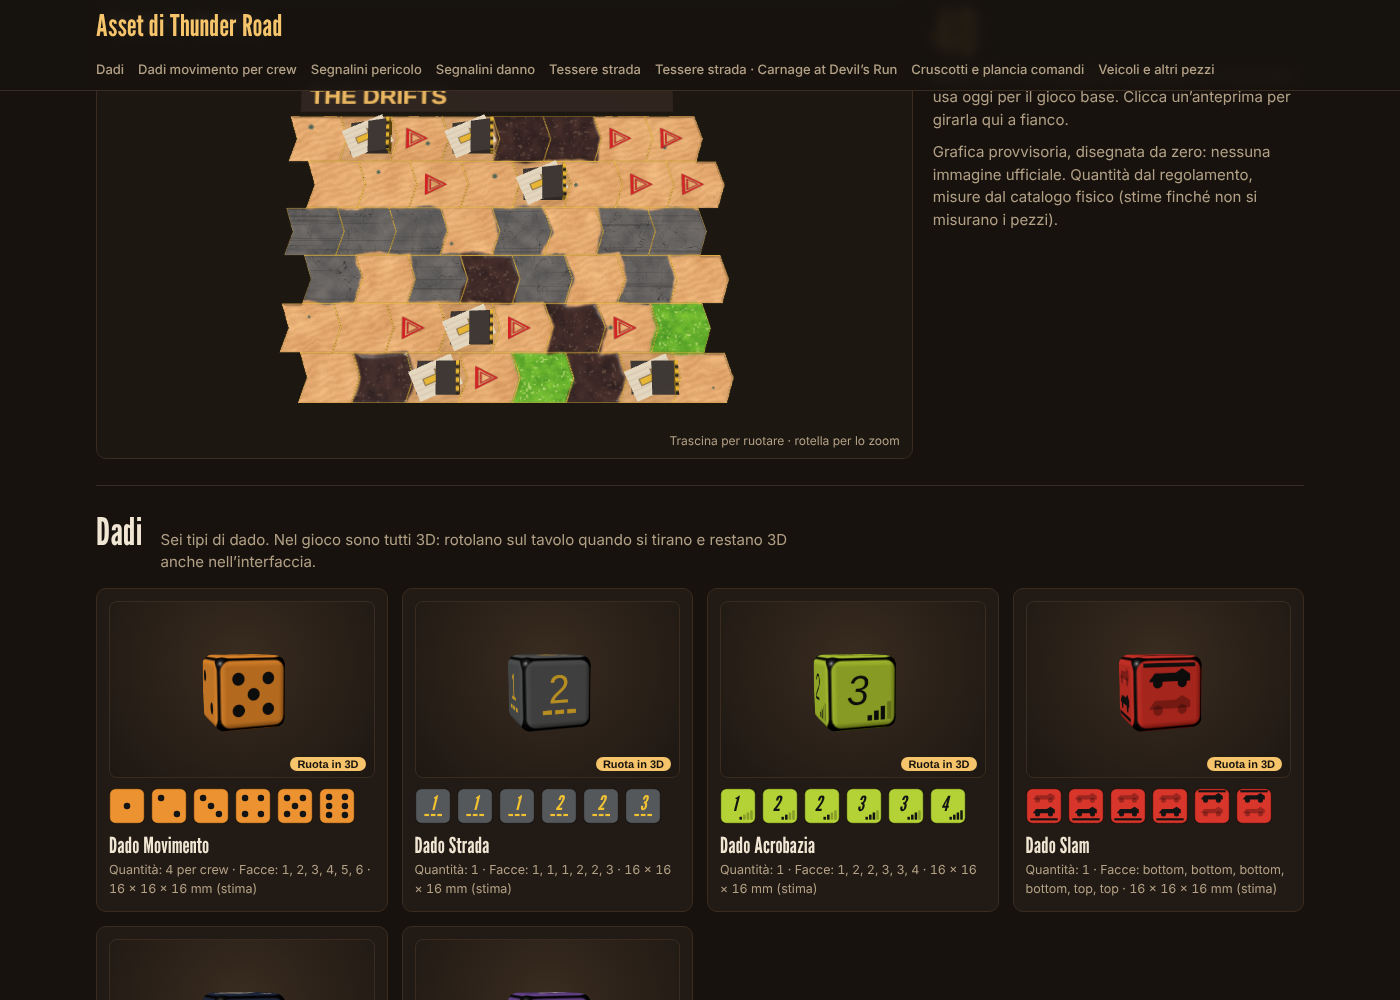 Asset di Thunder Road
Dadi Dadi movimento per crew Segnalini pericolo Segnalini danno Tessere strada Tessere strada · Carnage at Devil’s Run Cruscotti e plancia comandi Veicoli e altri pezzi
THE DRIFTS
usa oggi per il gioco base. Clicca un’anteprima per
girarla qui a fianco.
Grafica provvisoria, disegnata da zero: nessuna
immagine ufficiale. Quantità dal regolamento,
misure dal catalogo fisico (stime finché non si
misurano i pezzi).
Trascina per ruotare · rotella per lo zoom
Dadi
Sei tipi di dado. Nel gioco sono tutti 3D: rotolano sul tavolo quando si tirano e restano 3D
anche nell’interfaccia.
1 2
2 3
Ruota in 3D
Ruota in 3D
Ruota in 3D
Ruota in 3D
1 1 1 2 2 3
1 2 2 3 3 4
Dado Movimento
Quantità: 4 per crew · Facce: 1, 2, 3, 4, 5, 6 ·
16 × 16 × 16 mm (stima)
Dado Strada
Quantità: 1 · Facce: 1, 1, 1, 2, 2, 3 · 16 × 16
× 16 mm (stima)
Dado Acrobazia
Quantità: 1 · Facce: 1, 2, 2, 3, 3, 4 · 16 × 16
× 16 mm (stima)
Dado Slam
Quantità: 1 · Facce: bottom, bottom, bottom,
bottom, top, top · 16 × 16 × 16 mm (stima)